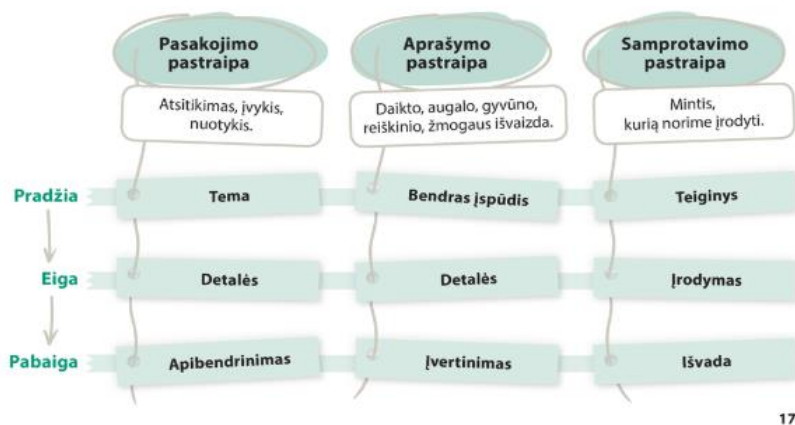 Pasakojimo
pastraipa
Aprašymo
pastraipa
Samprotavimo
pastraipa
Atsitikimas, įvykis,
nuotykis.
Daikto, augalo, gyvūno,
reiškinio, žmogaus išvaizda.
Mintis,
kurią norime įrodyti.
Pradžia
Tema
Bendras įspūdis
Teiginys
Eiga
Detalės
Detalės
Įrodymas
Pabaiga
Apibendrinimas
Įvertinimas
Išvada
17